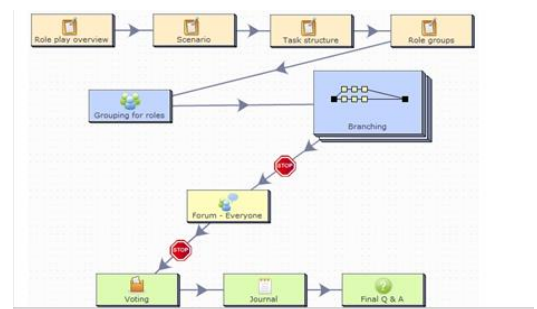 Role play overview
Scenario
Task structure
Role groups
Grouping for roles
Branching
STOP
Forum - Everyone
STOP
Voting
Journal
Final Q & A